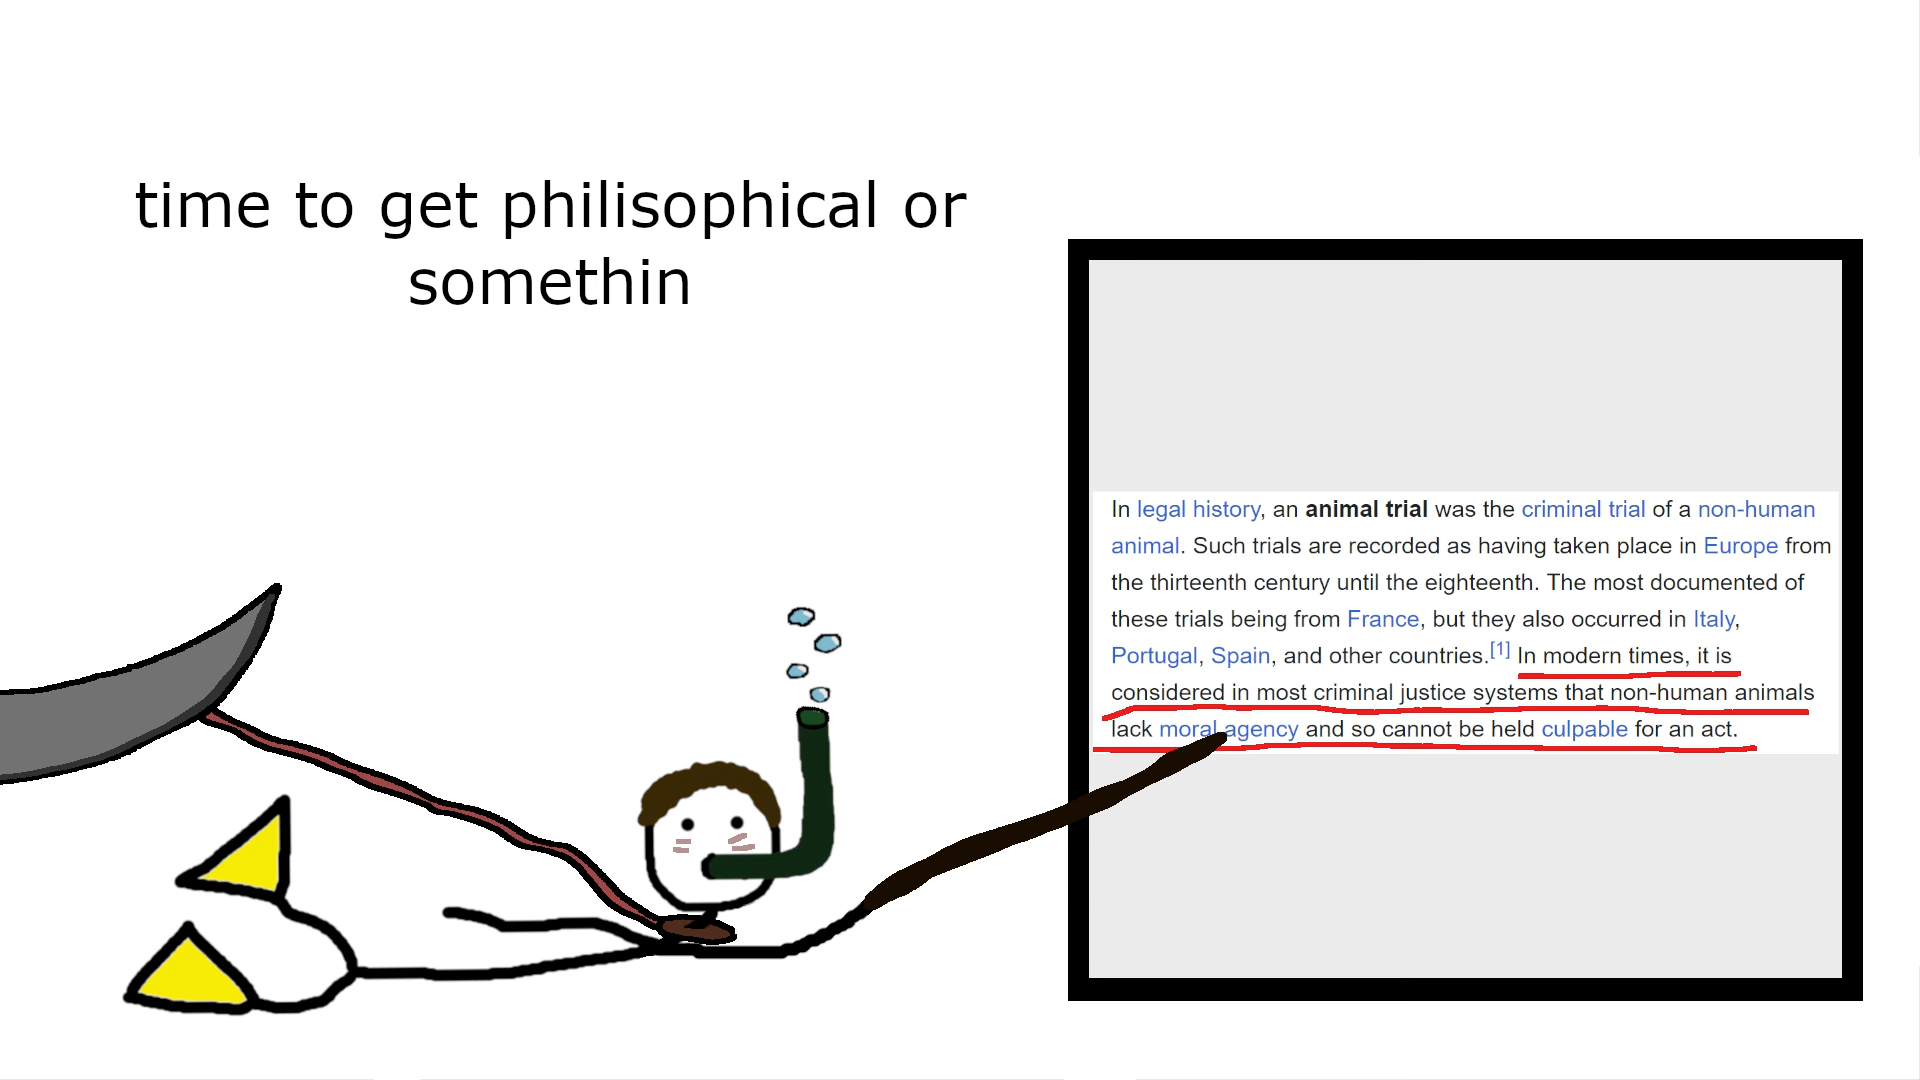 time to get philisophical or
somethin
In legal history, an animal trial was the criminal trial of a non-human
animal. Such trials are recorded as having taken place in Europe from
the thirteenth century until the eighteenth. The most documented of
these trials being from France, but they also occurred in Italy,
Portugal, Spain, and other countries.[1] In modern times, it is
considered in most criminal justice systems that non-human animals
lack moral agency and so cannot be held culpable for an act.